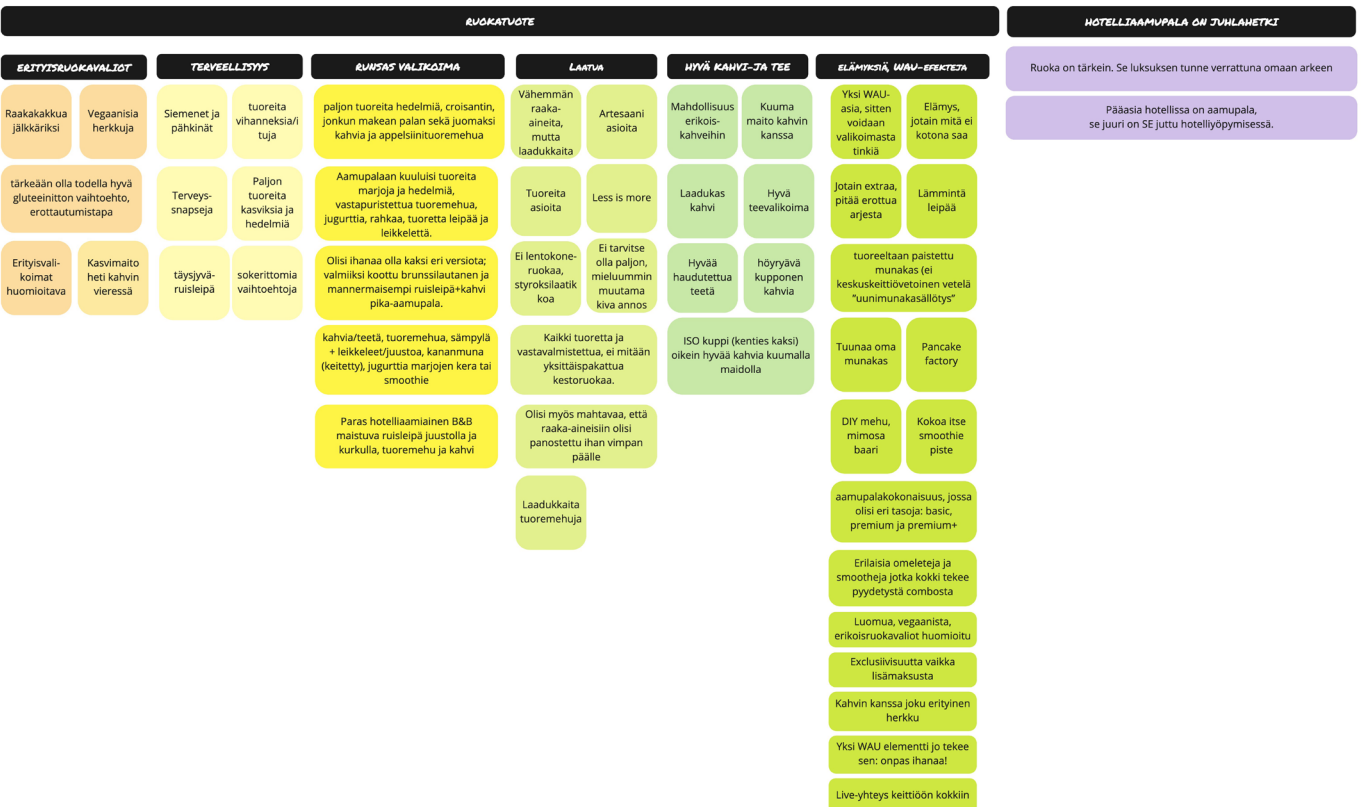 RUOKATUOTE
HOTELLIAAMUPALA ON JUHLAHETKI
ERITYISRUOKAVALIOT
TERVEELLISYYS
RUNSAS VALIKOIMA
LAATUA
HYVÄ KAHVI-JA TEE
ELÄMYKSIÄ, WAU-EFEKTEJA
Raakakakkua
jälkkäriksi
Vegaanisia
herkkuja
tärkeään olla todella hyvä
gluteeinitton vaihtoehto,
erottautumistapa
Erityisvali-
koimat
huomioitava
Kasvimaito
heti kahvin
vieressä
Siemenet ja
pähkinät
tuoreita
vihanneksia/i
tuja
Terveys-
snapseja
Paljon
tuoreita
kasviksia ja
hedelmiä
täysjyvä-
ruisleipä
sokerittomia
vaihtoehtoja
paljon tuoreita hedelmiä, croisantin,
jonkun makean palan sekä juomaksi
kahvia ja appelsiinituoremehua
Aamupalaan kuuluisi tuoreita
marjoja ja hedelmiä,
vastapuristettua tuoremehua,
jugurttia, rahkaa, tuoretta leipää ja
leikkelettä.
Olisi ihanaa olla kaksi eri versiota;
valmiiksi koottu brunssilautanen ja
mannermaisempi ruisleipä+kahvi
pika-aamupala.
kahvia/teetä, tuoremehua, sämpylä
+ leikkeleet/juustoa, kananmuna
(keitetty), jugurttia marjojen kera tai
smoothie
Paras hotelliaamiainen B&B
maistuva ruisleipä juustolla ja
kurkulla, tuoremehu ja kahvi
Vähemmän
raaka-
aineita,
mutta
laadukkaita
Artesaani
asioita
Tuoreita
asioita
Less is more
Ei lentokone-
ruokaa,
styroksilaatik
koa
Ei tarvitse
olla paljon,
mieluummin
muutama
kiva annos
Kaikki tuoretta ja
vastavalmistettua, ei mitään
yksittäispakattua
kestoruokaa.
Olisi myös mahtavaa, että
raaka-aineisiin olisi
panostettu ihan vimpan
päälle
Laadukkaita
tuoremehuja
Mahdollisuus
erikois-
kahveihin
Kuuma
maito kahvin
kanssa
Laadukas
kahvi
Hyvä
teevalikoima
Hyvää
haudutettua
teetä
höyryävä
kupponen
kahvia
ISO kuppi (kenties kaksi)
oikein hyvää kahvia kuumalla
maidolla
Yksi WAU-
asia, sitten
voidaan
valikoimasta
tinkiä
Elämys,
jotain mitä ei
kotona saa
Jotain extraa,
pitää erottua
arjesta
Lämmintä
leipää
tuoreeltaan paistettu
munakas (ei
keskuskeittiövetoinen vetelä
"uunimunakasällötys”
Tuunaa oma
munakas
Pancake
factory
DIY mehu,
mimosa
baari
Kokoa itse
smoothie
piste
aamupalakokonaisuus, jossa
olisi eri tasoja: basic,
premium ja premium+
Erilaisia omeleteja ja
smootheja jotka kokki tekee
pyydetystä combosta
Luomua, vegaanista,
erikoisruokavaliot huomioitu
Exclusiivisuutta vaikka
lisämaksusta
Kahvin kanssa joku erityinen
herkku
Yksi WAU elementti jo tekee
sen: onpas ihanaa!
Live-yhteys keittiöön kokkiin
Ruoka on tärkein. Se luksuksen tunne verrattuna omaan arkeen
Pääasia hotellissa on aamupala,
se juuri on SE juttu hotelliyöpymisessä.